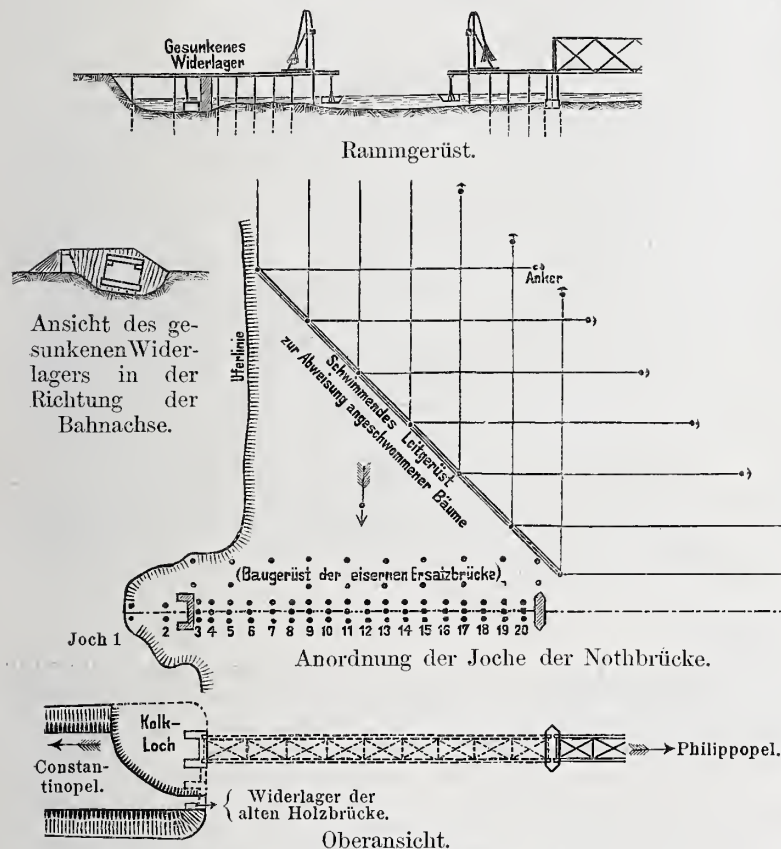 Gesunkenes
Widerlager
Rammgerüst.
Anker
Ansicht des ge-
sunkenen Wider-
lagers in der
Richtung der
Bahnachse.
Uferlinie
Schwimmendes Leitgerüst
zur Abweisung angeschwommener Bäume
(Baugerüst der eisernen Ersatzbrücke)
Joch 1 2 3 4 5 6 7 8 9 10 11 12 13 14 15 16 17 18 19 20
Anordnung der Joche der Nothbrücke.
Kolk-
Loch
Constan-
tinopel.
Philippopel.
Widerlager der
alten Holzbrücke.
Oberansicht.